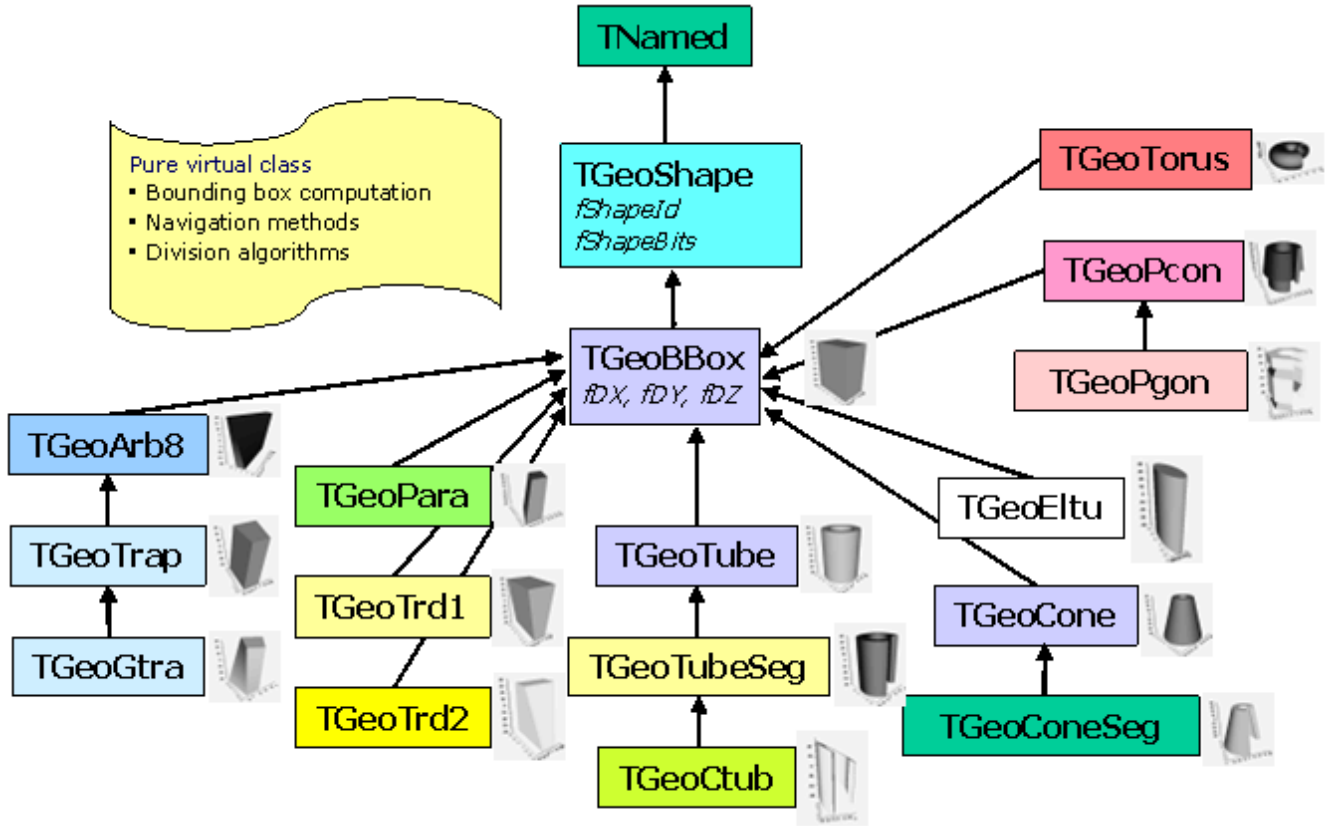 TNamed
Pure virtual class
▪ Bounding box computation
▪ Navigation methods
▪ Division algorithms
TGeoShape
fShapeId
fShapeBits
TGeoTorus
TGeoPcon
TGeoPgon
TGeoBBox
fDX, fDY, fDZ
TGeoArb8
TGeoTrap
TGeoGtra
TGeoPara
TGeoTrd1
TGeoTrd2
TGeoTube
TGeoTubeSeg
TGeoCtub
TGeoEltu
TGeoCone
TGeoConeSeg